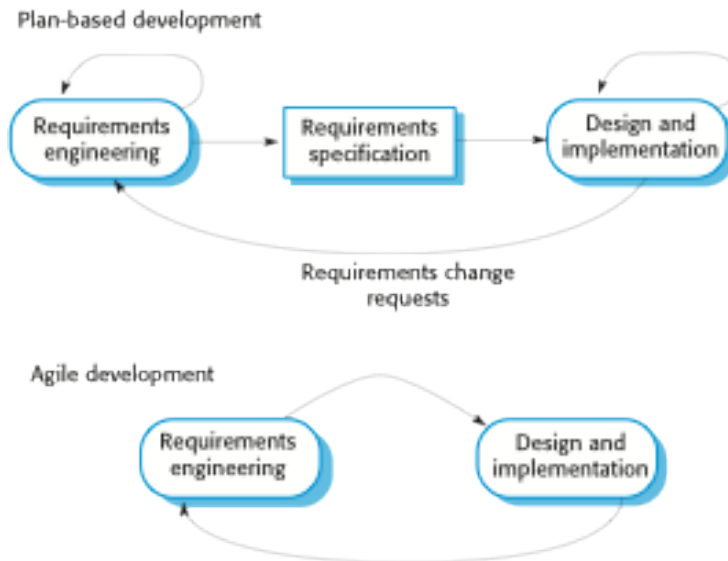 Plan-based development
Requirements
engineering
Requirements
specification
Design and
implementation
Requirements change
requests
Agile development
Requirements
engineering
Design and
implementation